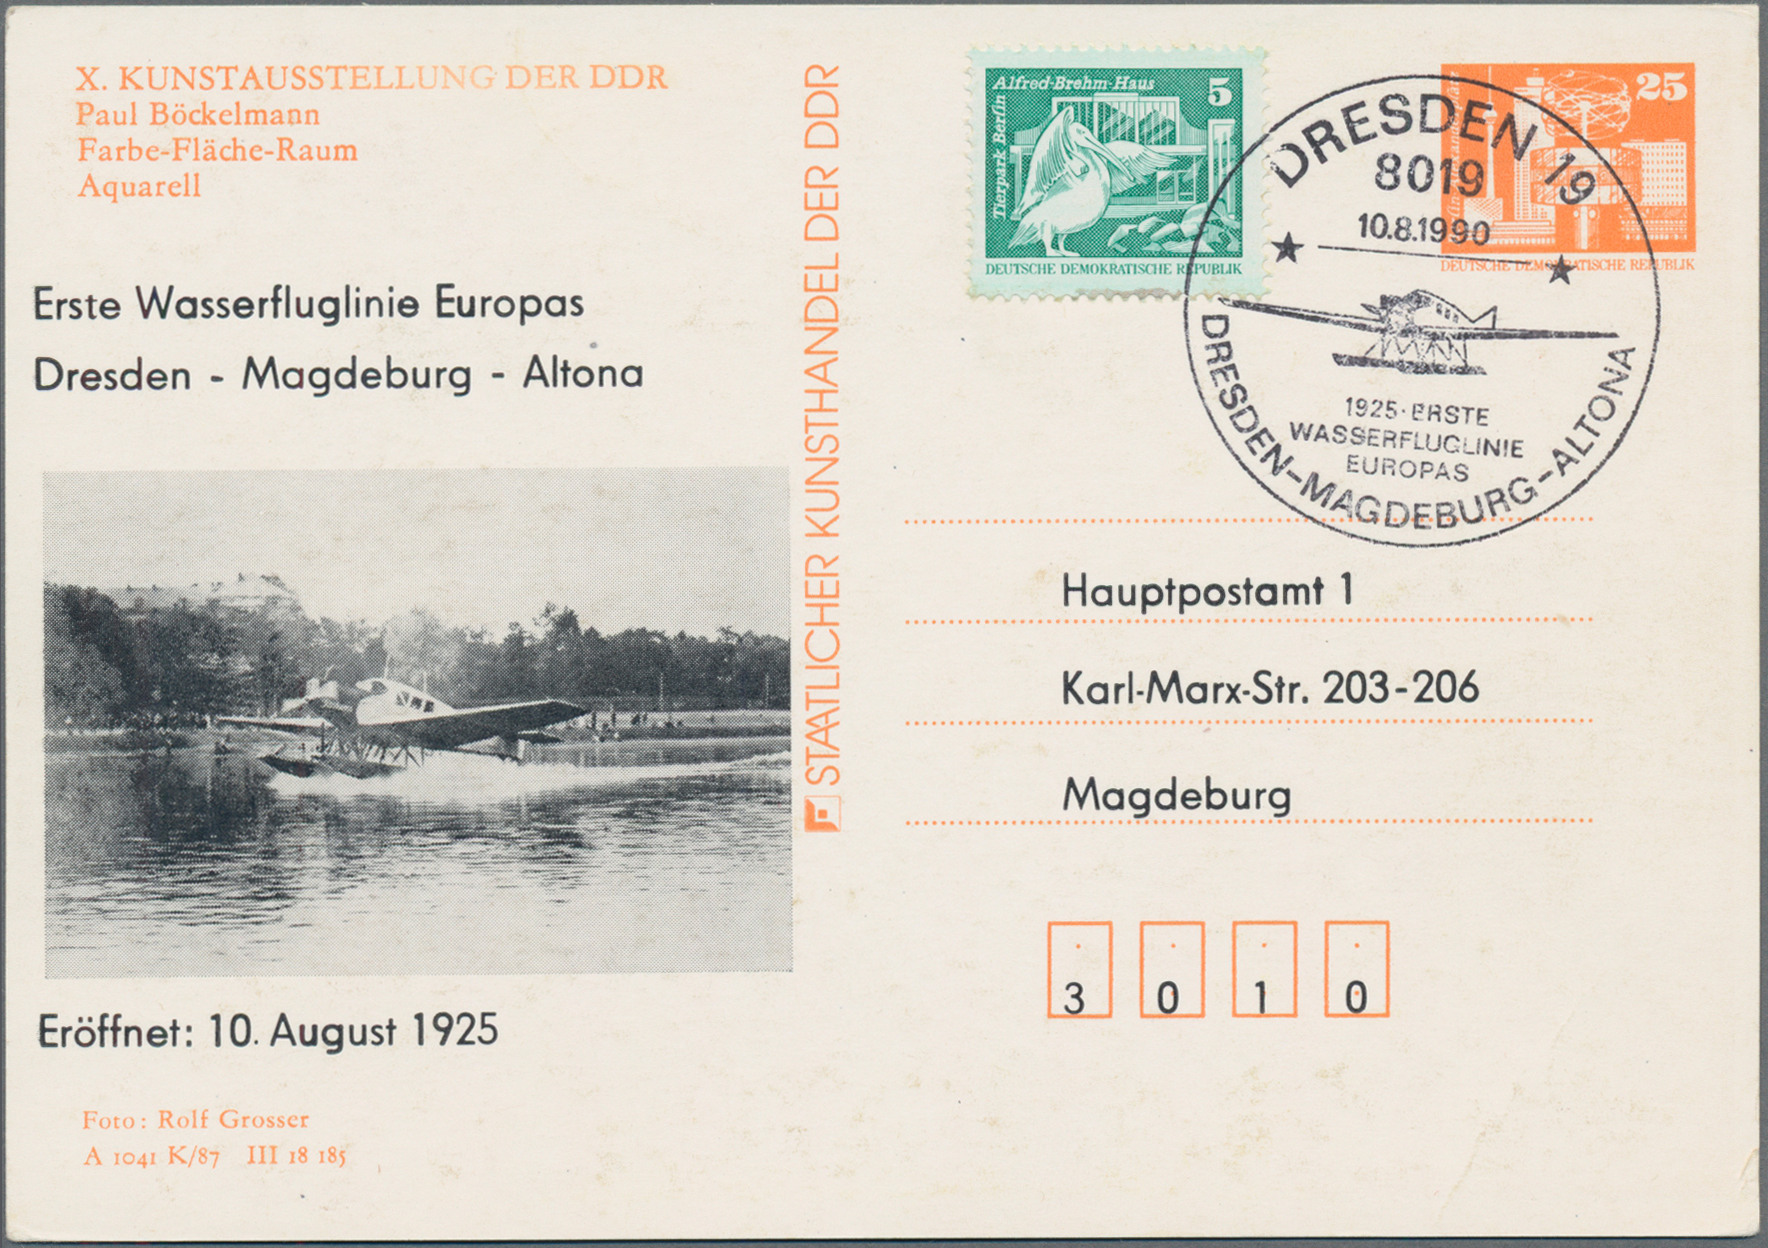 X. KUNSTAUSSTELLUNG DER DDR
Paul Böckelmann
Farbe-Fläche-Raum
Aquarell
Erste Wasserfluglinie Europas
Dresden - Magdeburg - Altona
Eröffnet: 10. August 1925
Foto: Rolf Grosser
A 1041 K/87 III 18 185
STAATLICHER KUNSTHANDEL DER DDR
Alfred-Brehm-Haus 5
Tierpark Berlin
DEUTSCHE DEMOKRATISCHE REPUBLIK
25
DEUTSCHE DEMOKRATISCHE REPUBLIK
DRESDEN 19
8019
10.8.1990
1925·ERSTE
WASSERFLUGLINIE
EUROPAS
DRESDEN-MAGDEBURG-ALTONA
Hauptpostamt 1
Karl-Marx-Str. 203-206
Magdeburg
3 0 1 0